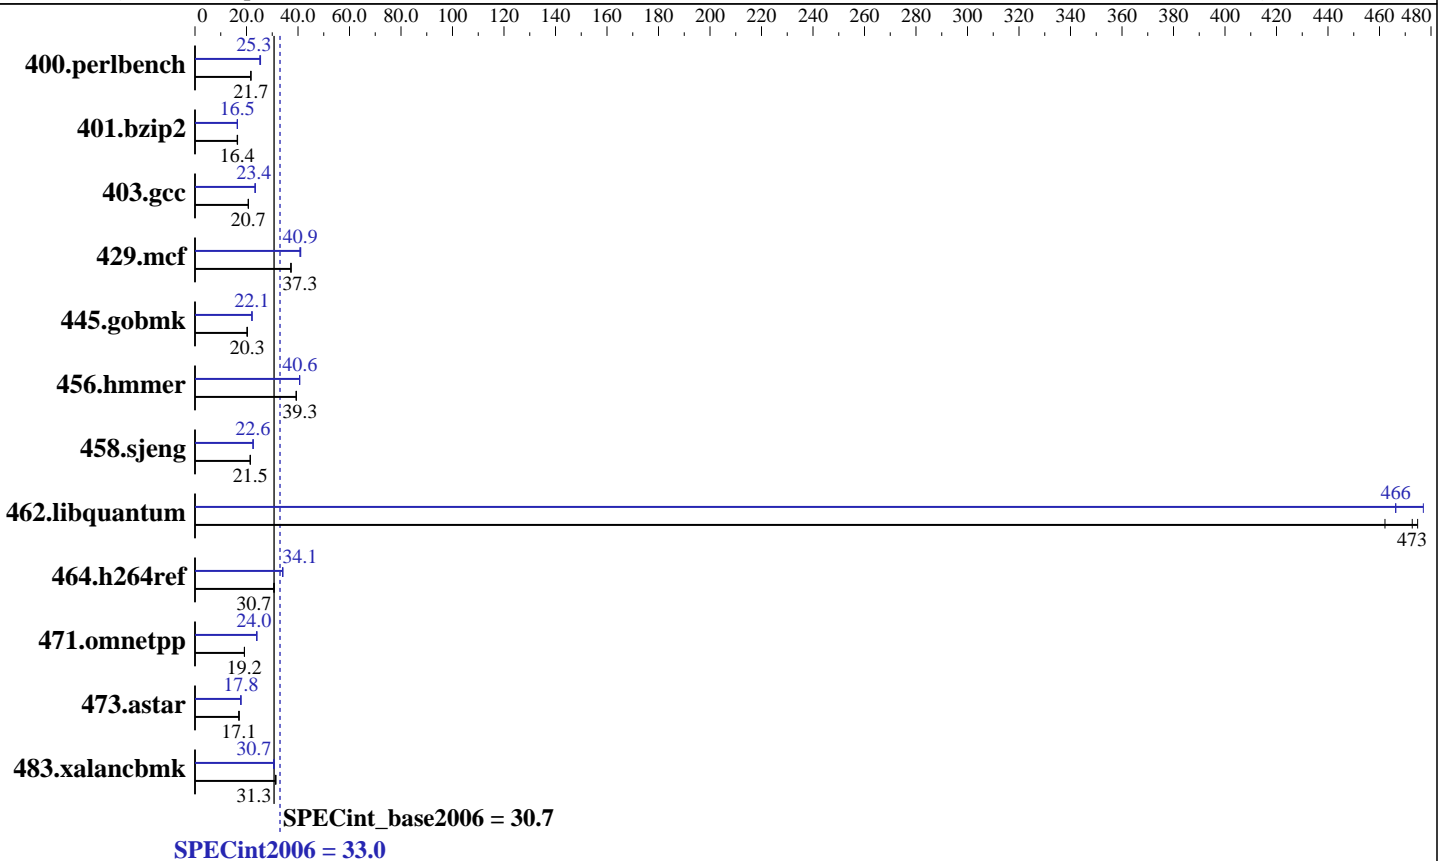 0 20.0 40.0 60.0 80.0 100 120 140 160 180 200 220 240 260 280 300 320 340 360 380 400 420 440 460 480
25.3
400.perlbench
21.7
16.5
401.bzip2
16.4
23.4
403.gcc
20.7
40.9
429.mcf
37.3
22.1
445.gobmk
20.3
40.6
456.hmmer
39.3
22.6
458.sjeng
21.5
466
462.libquantum
473
34.1
464.h264ref
30.7
24.0
471.omnetpp
19.2
17.8
473.astar
17.1
30.7
483.xalancbmk
31.3
SPECint_base2006 = 30.7
SPECint2006 = 33.0